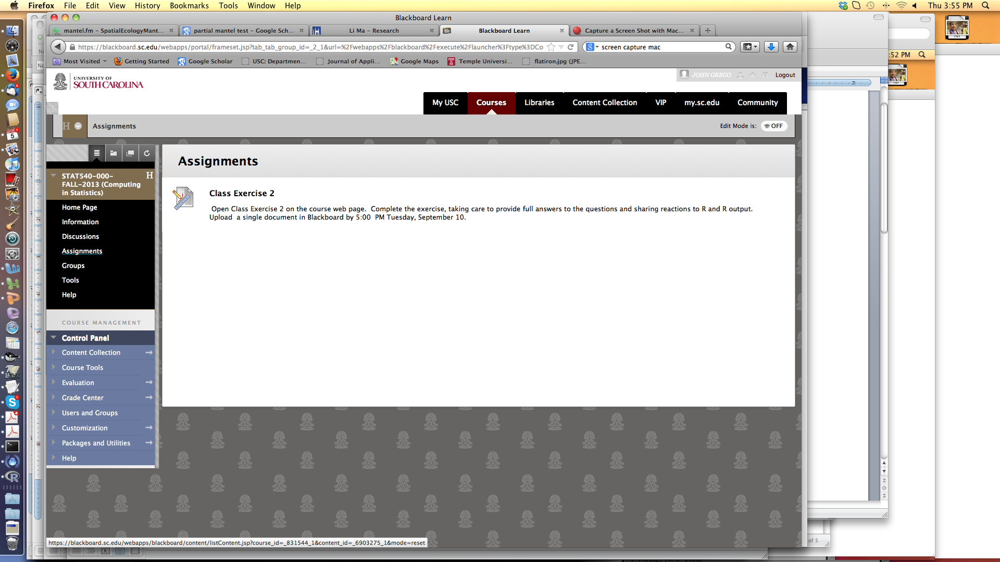 Firefox File Edit View History Bookmarks Tools Window Help
Thu 3:55 PM
Blackboard Learn
mantel.fm - SpatialEcologyMant...
partial mantel test - Google Sch...
Li Ma - Research
Blackboard Learn
Capture a Screen Shot with Mac...
https://blackboard.sc.edu/webapps/portal/frameset.jsp?tab_tab_group_id=_2_1&url=%2Fwebapps%2Fblackboard%2Fexecute%2Flauncher%3Ftype%3DCo
screen capture mac
:52 PM
Most Visited
Getting Started
Google Scholar
USC: Departmen...
Journal of Appli...
Google Maps
Temple Universi...
flatiron.jpg (JPE...
UNIVERSITY OF
SOUTH CAROLINA
JOHN GREGO
Logout
My USC
Courses
Libraries
Content Collection
VIP
my.sc.edu
Community
H
Assignments
Edit Mode is: OFF
STAT540-000-
FALL-2013 (Computing
in Statistics)
H
Home Page
Information
Discussions
Assignments
Groups
Tools
Help
COURSE MANAGEMENT
Control Panel
Content Collection
Course Tools
Evaluation
Grade Center
Users and Groups
Customization
Packages and Utilities
Help
Assignments
Class Exercise 2
Open Class Exercise 2 on the course web page. Complete the exercise, taking care to provide full answers to the questions and sharing reactions to R and R output.
Upload a single document in Blackboard by 5:00 PM Tuesday, September 10.
https://blackboard.sc.edu/webapps/blackboard/content/listContent.jsp?course_id=_831544_1&content_id=_6903275_1&mode=reset
of 5